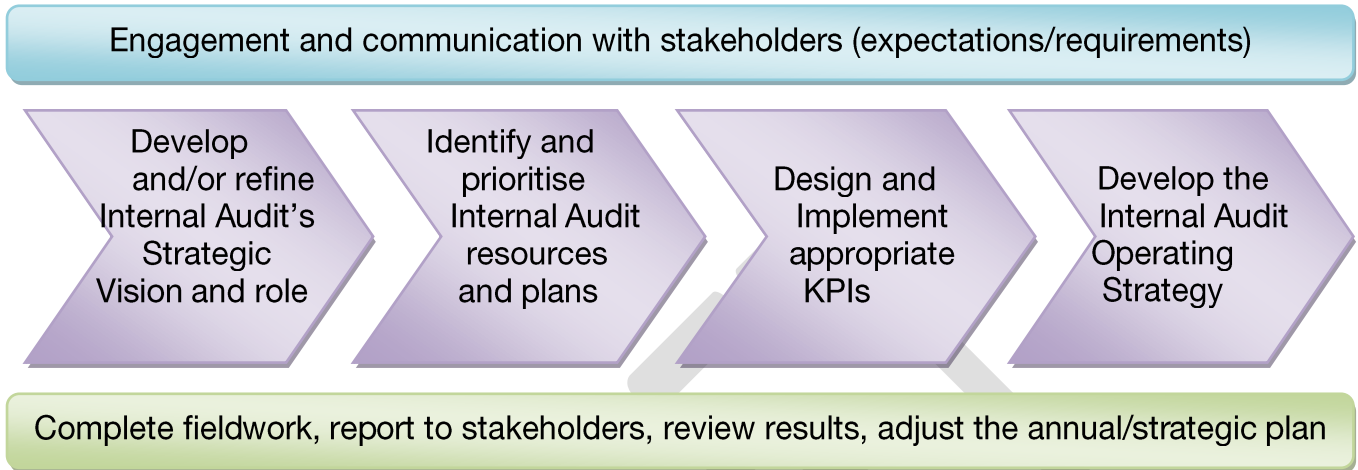 Engagement and communication with stakeholders (expectations/requirements)
Develop
and/or refine
Internal Audit's
Strategic
Vision and role
Identify and
prioritise
Internal Audit
resources
and plans
Design and
Implement
appropriate
KPIs
Develop the
Internal Audit
Operating
Strategy
Complete fieldwork, report to stakeholders, review results, adjust the annual/strategic plan